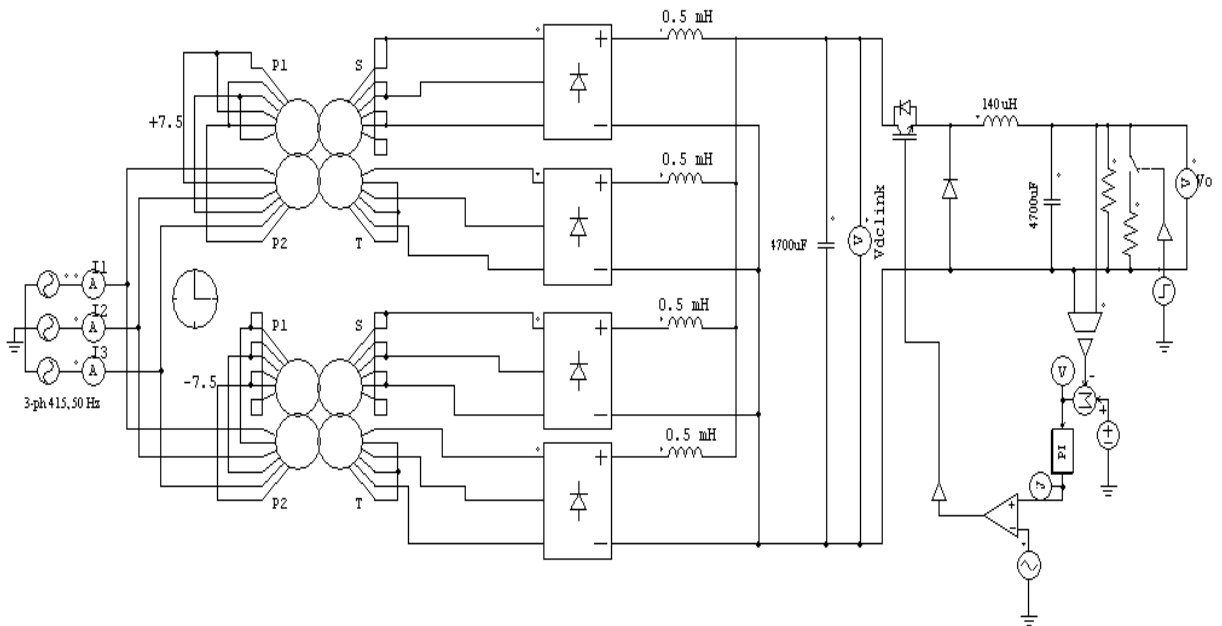 0.5 mH
P1
S
+7.5
140uH
0.5 mH
4700uF
V
Vo
P2
T
4700uF
V
Vdclink
I1
A
I2
A
I3
A
3-ph 415,50 Hz
P1
S
0.5 mH
-7.5
V
Σ
PI
0.5 mH
V
P2
T